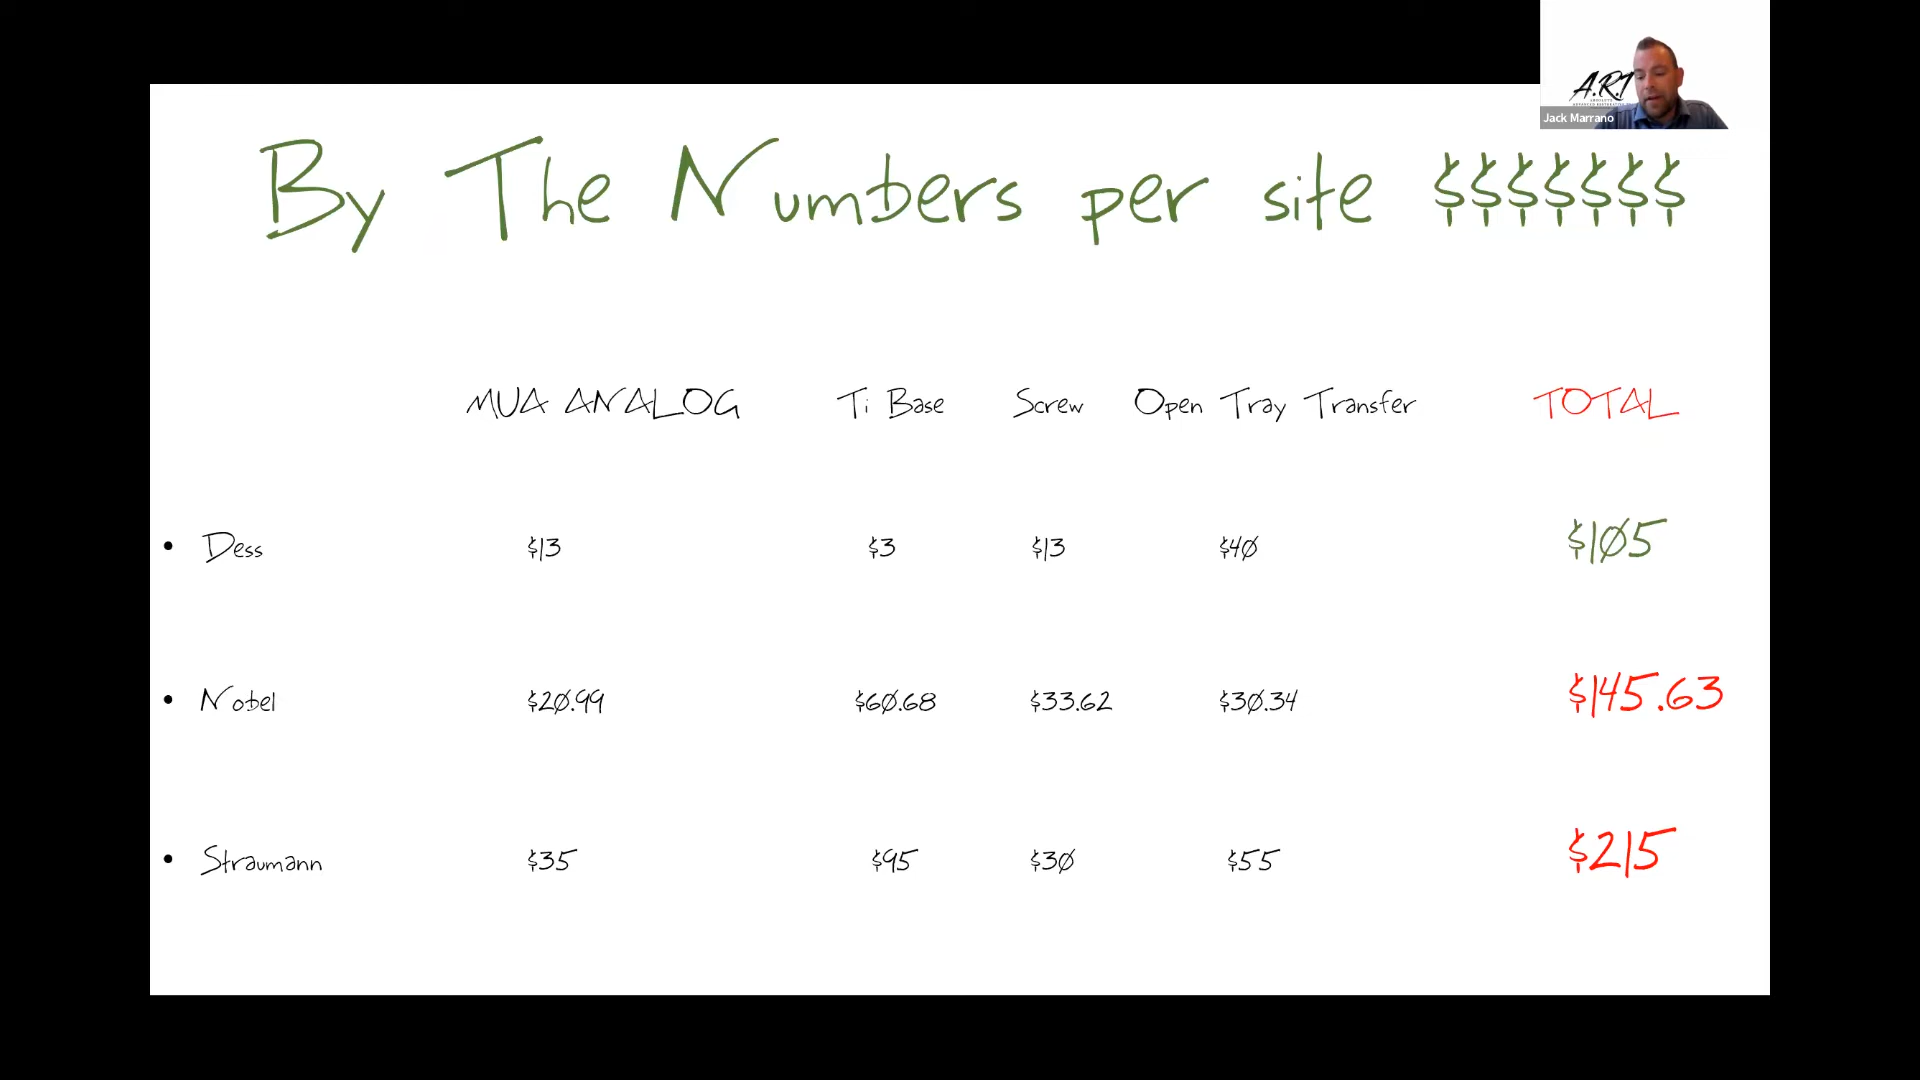 A.R.T
Jack Marrano
By The Numbers per site $$$$$$$
MUA ANALOG Ti Base Screw Open Tray Transfer TOTAL
• Dess $13 $3 $13 $40 $105
• Nobel $20.99 $60.68 $33.62 $30.34 $145.63
• Straumann $35 $95 $30 $55 $215